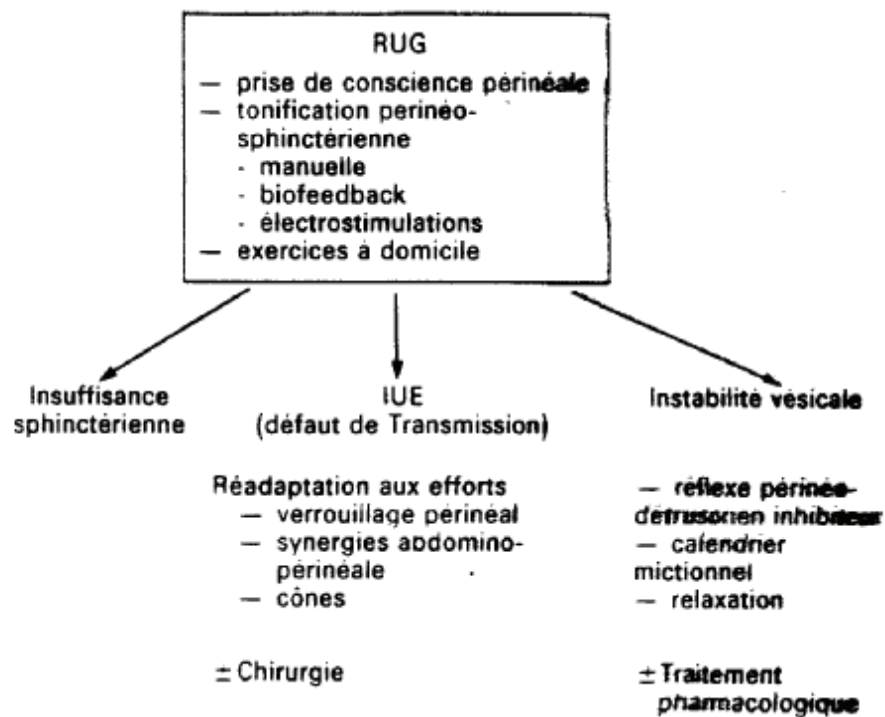 RUG
— prise de conscience périnéale
— tonification perinéo-
sphinctérienne
- manuelle
- biofeedback
- électrostimulations
— exercices à domicile
Insuffisance
sphinctérienne
IUE
(défaut de Transmission)
Réadaptation aux efforts
— verrouillage périnéal
— synergies abdomino-
périnéale
— cônes
± Chirurgie
Instabilité vésicale
— réflexe périnéo-
détrusorien inhibiteur
— calendrier
mictionnel
— relaxation
± Traitement
pharmacologique